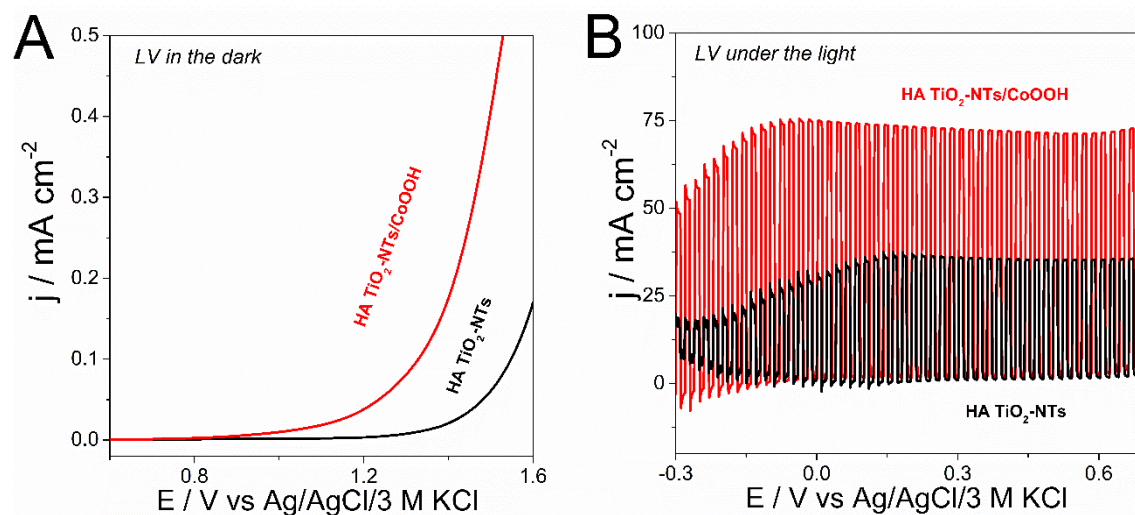 A
LV in the dark
0.5
0.4
0.3
0.2
0.1
0.0
j / mA cm⁻²
HA TiO₂-NTs/CoOOH
HA TiO₂-NTs
0.8 1.2 1.6
E / V vs Ag/AgCl/3 M KCl
B
LV under the light
100
75
50
25
0
j / mA cm⁻²
HA TiO₂-NTs/CoOOH
HA TiO₂-NTs
-0.3 0.0 0.3 0.6
E / V vs Ag/AgCl/3 M KCl